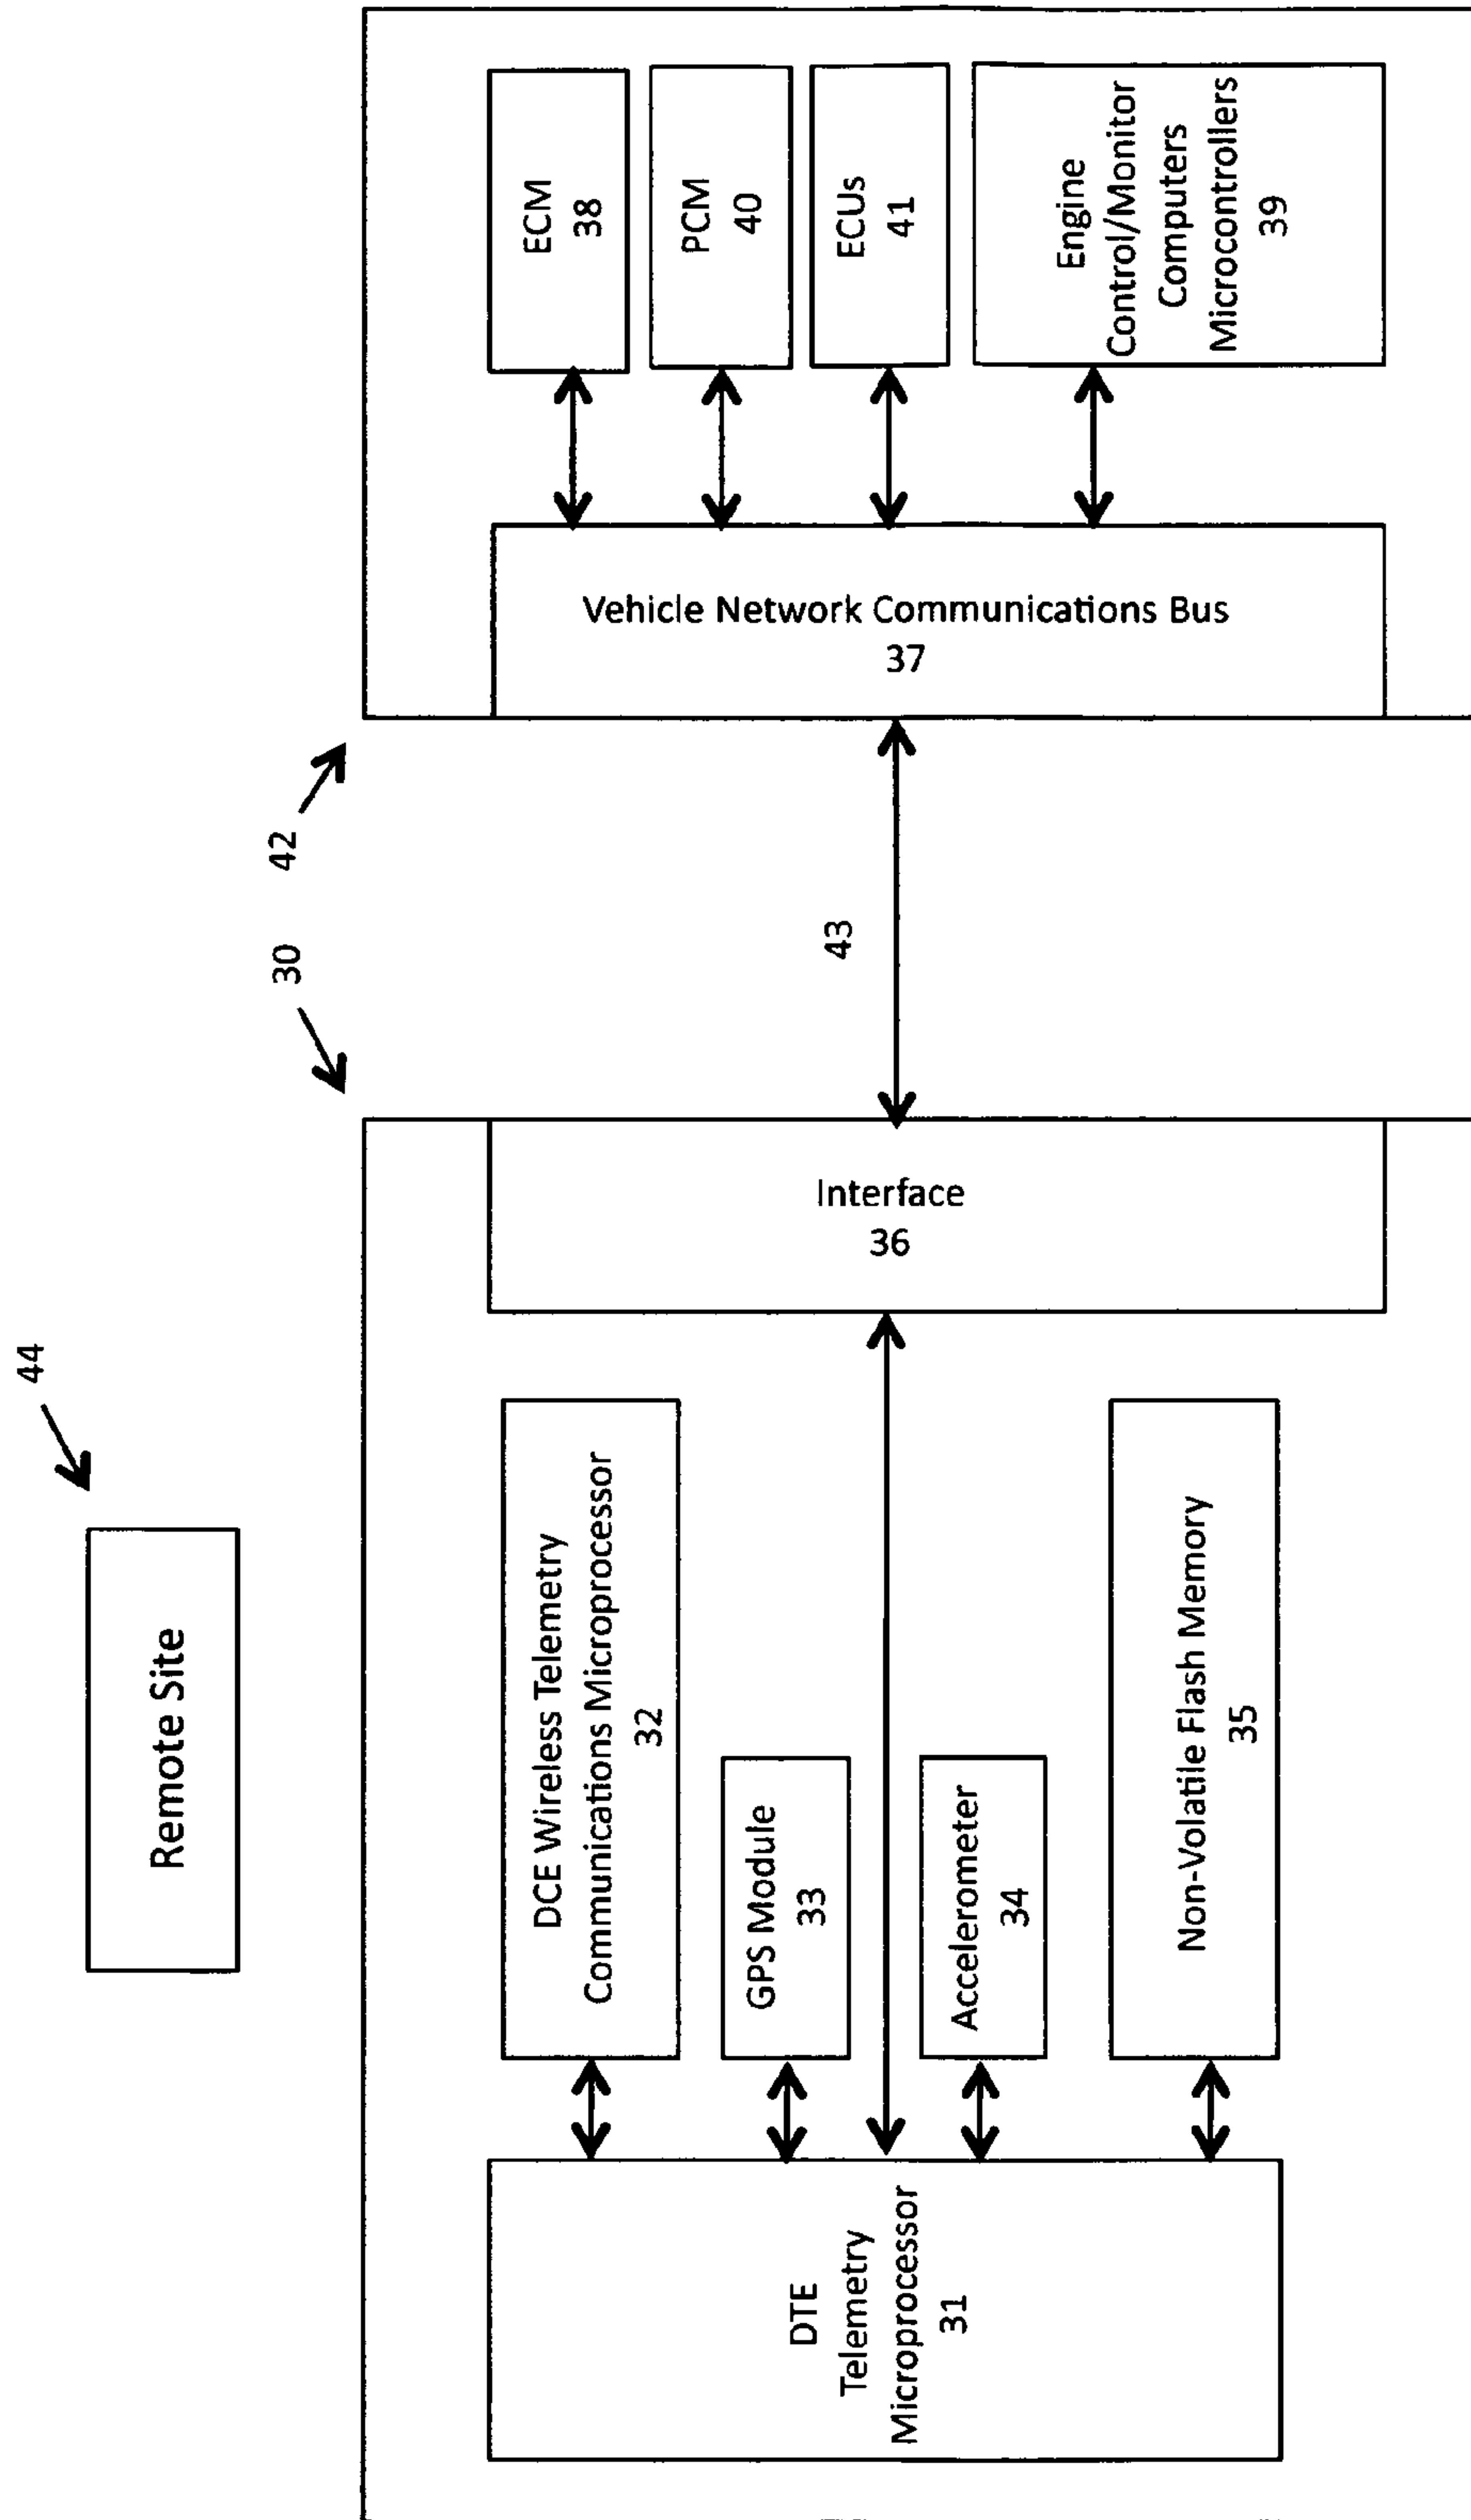 44
Remote Site
30
42
DTE
Telemetry
Microprocessor
31
DCE Wireless Telemetry
Communications Microprocessor
32
GPS Module
33
Accelerometer
34
Non-Volatile Flash Memory
35
Interface
36
43
Vehicle Network Communications Bus
37
ECM
38
PCM
40
ECUs
41
Engine
Control/Monitor
Computers
Microcontrollers
39